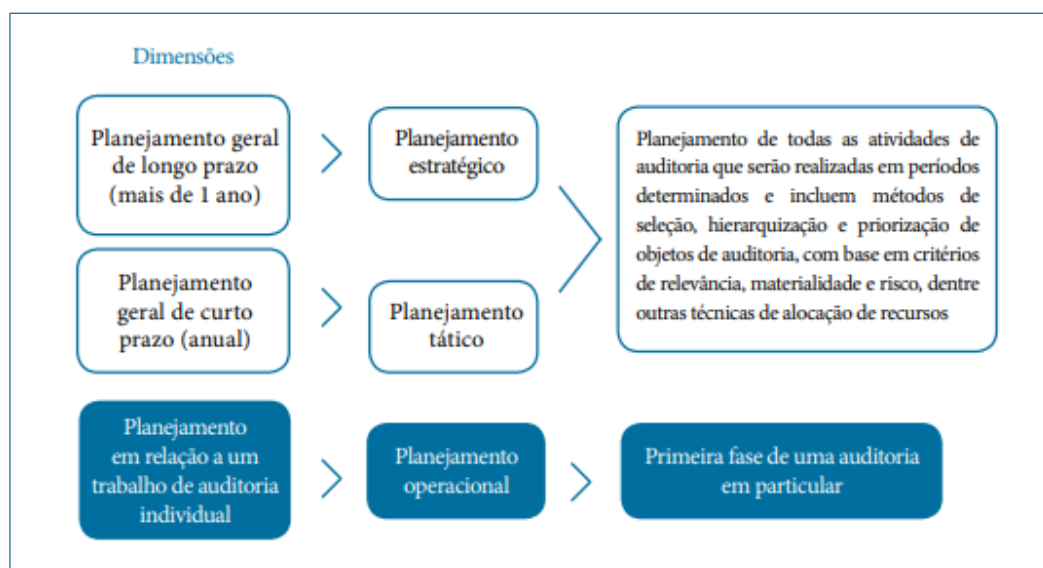 Dimensões
Planejamento geral
de longo prazo
(mais de 1 ano)
Planejamento
estratégico
Planejamento de todas as atividades de
auditoria que serão realizadas em períodos
determinados e incluem métodos de
seleção, hierarquização e priorização de
objetos de auditoria, com base em critérios
de relevância, materialidade e risco, dentre
outras técnicas de alocação de recursos
Planejamento
geral de curto
prazo (anual)
Planejamento
tático
Planejamento
em relação a um
trabalho de auditoria
individual
Planejamento
operacional
Primeira fase de uma auditoria
em particular